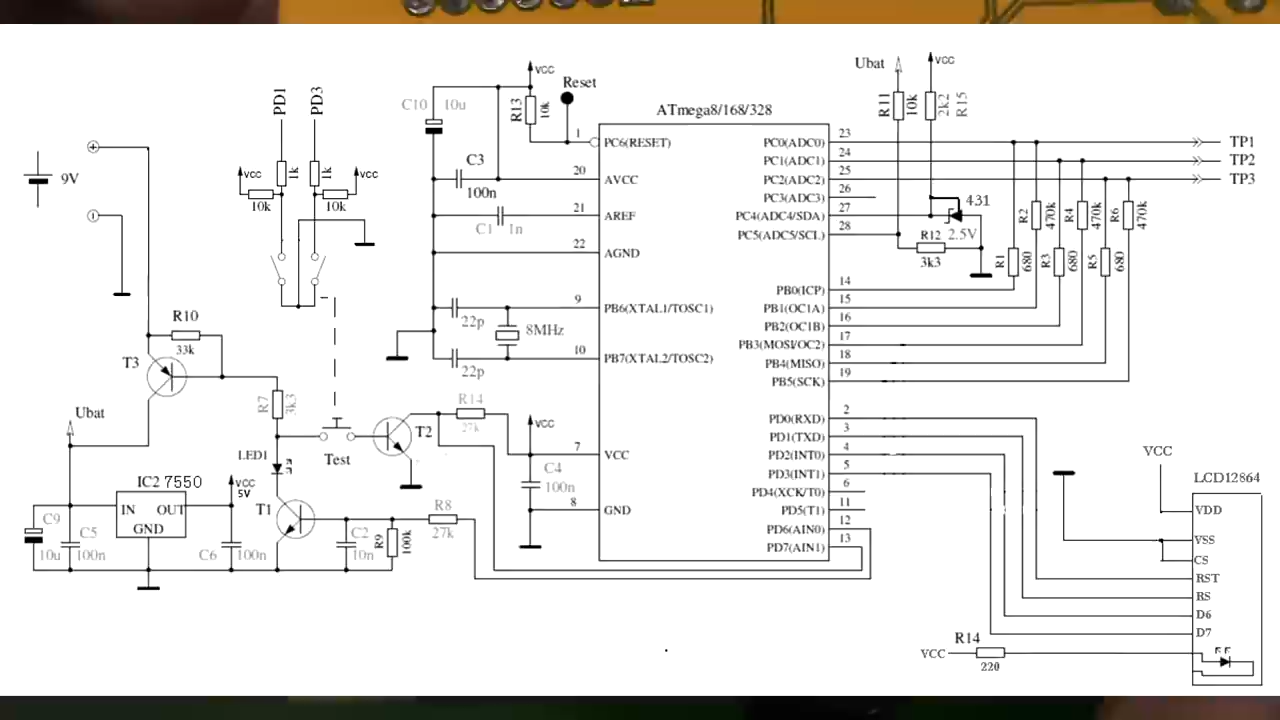 Ubat
VCC
VCC
Reset
R13
10k
C10
10u
ATmega8/168/328
R11
10k
2k2
R15
PD1
PD3
1k
1k
VCC
VCC
10k
10k
9V
1
PC6(RESET)
C3
100n
20
AVCC
C1
1n
21
AREF
22
AGND
22p
9
PB6(XTAL1/TOSC1)
8MHz
22p
10
PB7(XTAL2/TOSC2)
PC0(ADC0)
23
TP1
PC1(ADC1)
24
TP2
PC2(ADC2)
25
TP3
PC3(ADC3)
26
PC4(ADC4/SDA)
27
PC5(ADC5/SCL)
28
431
2.5V
R12
3k3
R1
680
R2
470k
R3
680
R4
470k
R5
680
R6
470k
PB0(ICP)
14
PB1(OC1A)
15
PB2(OC1B)
16
PB3(MOSI/OC2)
17
PB4(MISO)
18
PB5(SCK)
19
R10
33k
T3
R7
3k3
Ubat
LED1
Test
T2
R14
27k
VCC
7
VCC
C4
100n
8
GND
PD0(RXD)
2
PD1(TXD)
3
PD2(INT0)
4
PD3(INT1)
5
PD4(XCK/T0)
6
PD5(T1)
11
PD6(AIN0)
12
PD7(AIN1)
13
IC2 7550
IN OUT
GND
VCC
5V
C9
10u
C5
100n
C6
100n
T1
C2
10n
R9
100k
R8
27k
VCC
LCD12864
VDD
VSS
CS
RST
RS
D6
D7
R14
VCC
220